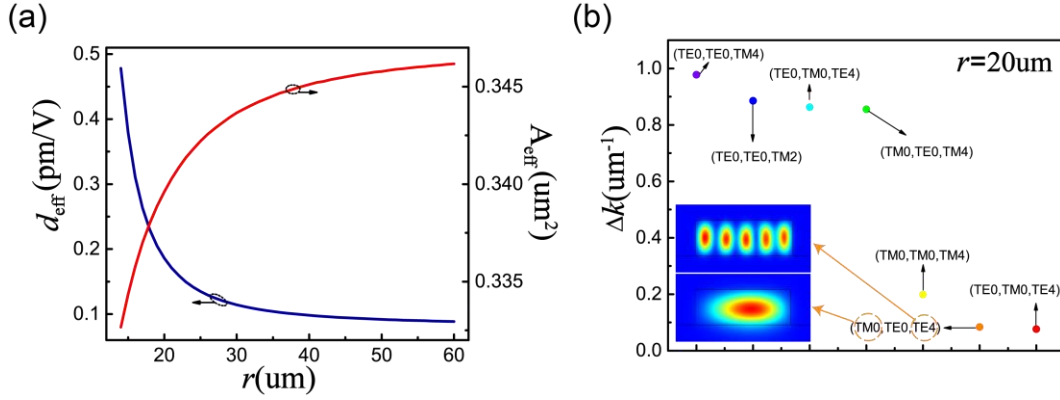 (a)
0.5
0.4
0.3
0.2
0.1
d_eff(pm/V)
0.345
0.340
0.335
A_eff(um²)
20
30
40
50
60
r(um)
(b)
1.0
0.8
0.6
0.4
0.2
0.0
Δk(um⁻¹)
r=20um
(TE0,TE0,TM4)
(TE0,TM0,TE4)
(TE0,TE0,TM2)
(TM0,TE0,TM4)
(TM0,TM0,TM4)
(TE0,TM0,TE4)
(TM0,TE0,TE4)